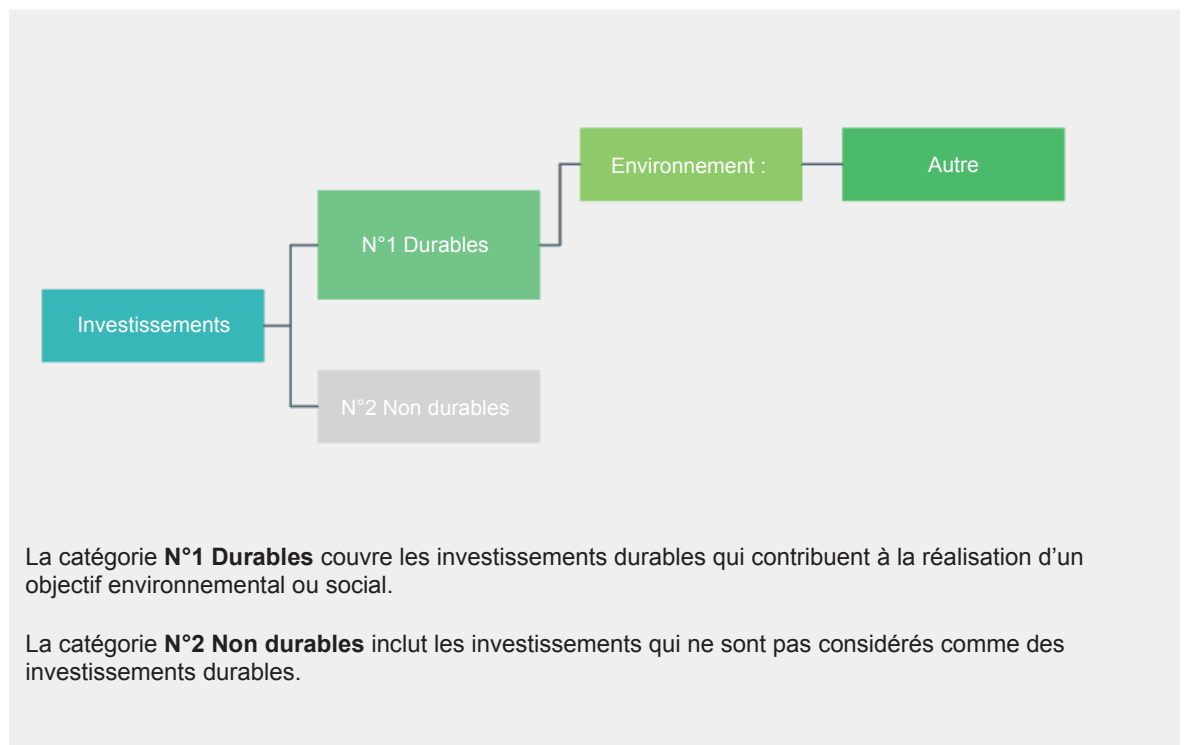 Environnement :
Autre
N°1 Durables
Investissements
N°2 Non durables
La catégorie N°1 Durables couvre les investissements durables qui contribuent à la réalisation d’un
objectif environnemental ou social.
La catégorie N°2 Non durables inclut les investissements qui ne sont pas considérés comme des
investissements durables.